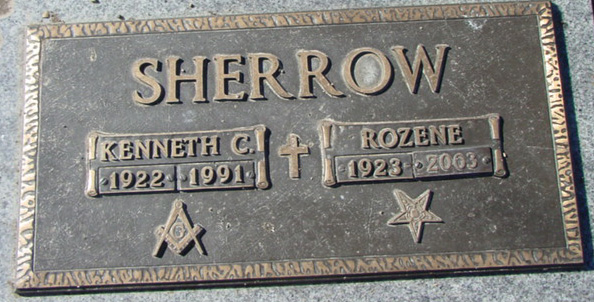 SHERROW
KENNETH C. ROZENE
1922 1991 1923 2003
G